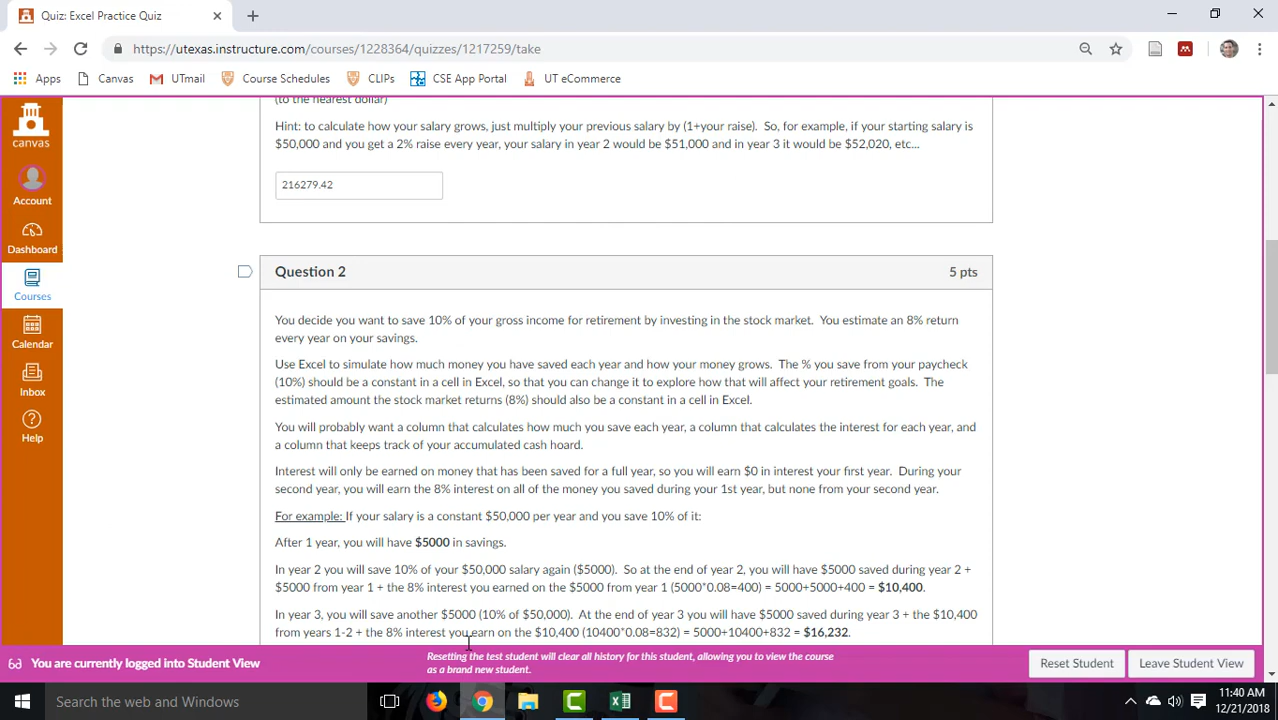 Quiz: Excel Practice Quiz
https://utexas.instructure.com/courses/1228364/quizzes/1217259/take
Apps
Canvas
UTmail
Course Schedules
CLIPs
CSE App Portal
UT eCommerce
canvas
Account
Dashboard
Courses
Calendar
Inbox
Help
(to the nearest dollar)
Hint: to calculate how your salary grows, just multiply your previous salary by (1+your raise). So, for example, if your starting salary is
$50,000 and you get a 2% raise every year, your salary in year 2 would be $51,000 and in year 3 it would be $52,020, etc...
216279.42
Question 2
5 pts
You decide you want to save 10% of your gross income for retirement by investing in the stock market. You estimate an 8% return
every year on your savings.
Use Excel to simulate how much money you have saved each year and how your money grows. The % you save from your paycheck
(10%) should be a constant in a cell in Excel, so that you can change it to explore how that will affect your retirement goals. The
estimated amount the stock market returns (8%) should also be a constant in a cell in Excel.
You will probably want a column that calculates how much you save each year, a column that calculates the interest for each year, and
a column that keeps track of your accumulated cash hoard.
Interest will only be earned on money that has been saved for a full year, so you will earn $0 in interest your first year. During your
second year, you will earn the 8% interest on all of the money you saved during your 1st year, but none from your second year.
For example: If your salary is a constant $50,000 per year and you save 10% of it:
After 1 year, you will have $5000 in savings.
In year 2 you will save 10% of your $50,000 salary again ($5000). So at the end of year 2, you will have $5000 saved during year 2 +
$5000 from year 1 + the 8% interest you earned on the $5000 from year 1 (5000*0.08=400) = 5000+5000+400 = $10,400.
In year 3, you will save another $5000 (10% of $50,000). At the end of year 3 you will have $5000 saved during year 3 + the $10,400
from years 1-2 + the 8% interest you earn on the $10,400 (10400*0.08=832) = 5000+10400+832 = $16,232.
You are currently logged into Student View
Resetting the test student will clear all history for this student, allowing you to view the course
as a brand new student.
Reset Student
Leave Student View
Search the web and Windows
11:40 AM
12/21/2018